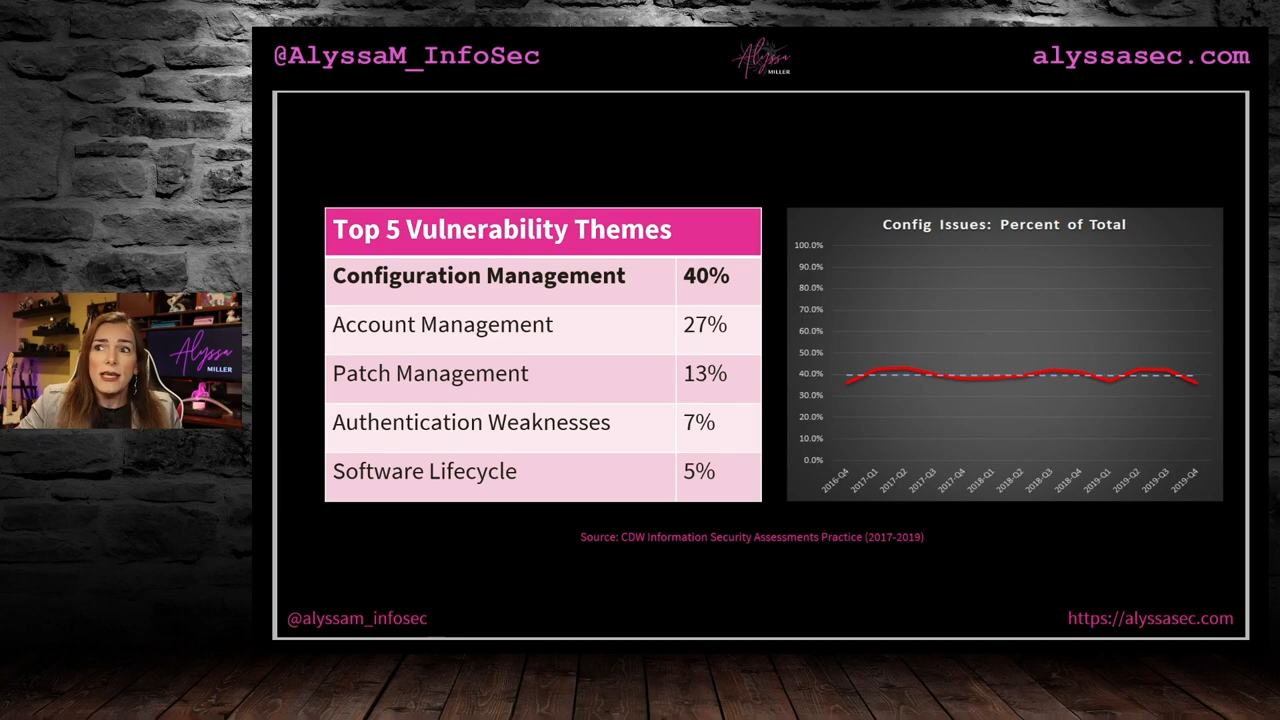 @AlyssaM_InfoSec
Alyssa
MILLER
alyssasec.com
Top 5 Vulnerability Themes
Configuration Management 40%
Account Management 27%
Patch Management 13%
Authentication Weaknesses 7%
Software Lifecycle 5%
Config Issues: Percent of Total
100.0%
90.0%
80.0%
70.0%
60.0%
50.0%
40.0%
30.0%
20.0%
10.0%
0.0%
2016-Q4
2017-Q1
2017-Q2
2017-Q3
2017-Q4
2018-Q1
2018-Q2
2018-Q3
2018-Q4
2019-Q1
2019-Q2
2019-Q3
2019-Q4
Alyssa
MILLER
Source: CDW Information Security Assessments Practice (2017-2019)
@alyssam_infosec
https://alyssasec.com